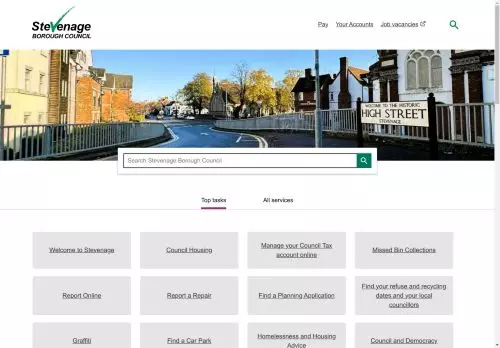 Stevenage
BOROUGH COUNCIL
Pay
Your Accounts
Job vacancies
WELCOME TO THE HISTORIC
HIGH STREET
STEVENAGE
Search Stevenage Borough Council
Top tasks
All services
Welcome to Stevenage
Council Housing
Manage your Council Tax
account online
Missed Bin Collections
Report Online
Report a Repair
Find a Planning Application
Find your refuse and recycling
dates and your local
councillors
Graffiti
Find a Car Park
Homelessness and Housing
Advice
Council and Democracy